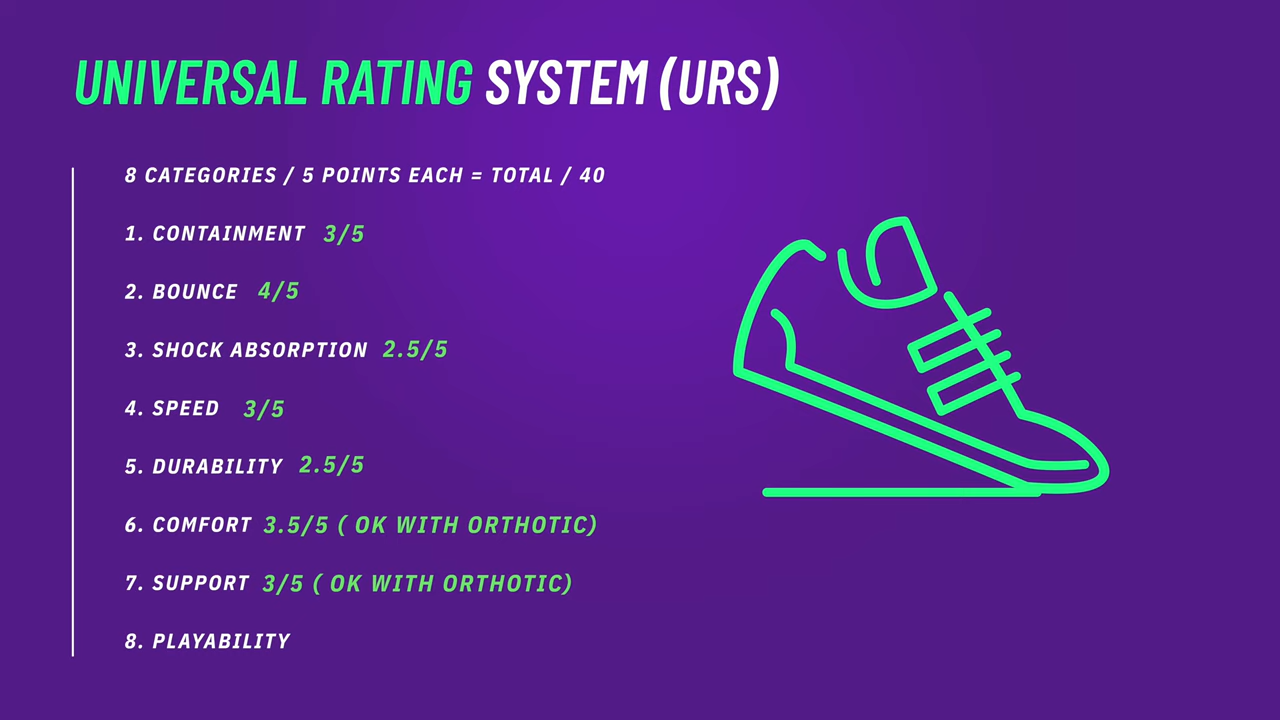 UNIVERSAL RATING SYSTEM (URS)
8 CATEGORIES / 5 POINTS EACH = TOTAL / 40
1. CONTAINMENT 3/5
2. BOUNCE 4/5
3. SHOCK ABSORPTION 2.5/5
4. SPEED 3/5
5. DURABILITY 2.5/5
6. COMFORT 3.5/5 ( OK WITH ORTHOTIC)
7. SUPPORT 3/5 ( OK WITH ORTHOTIC)
8. PLAYABILITY